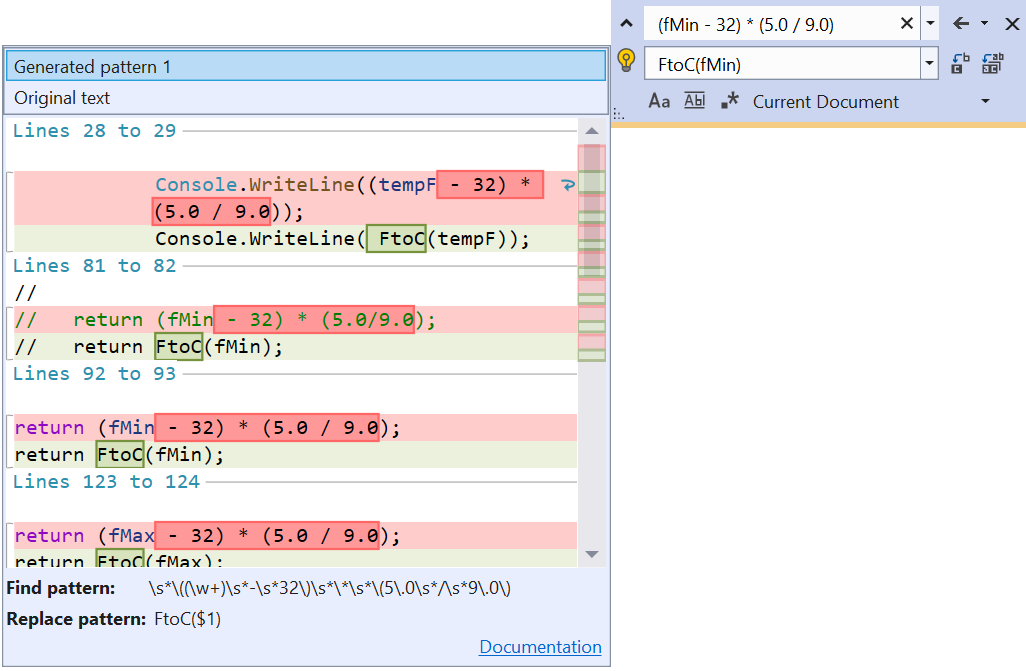 (fMin - 32) * (5.0 / 9.0)
FtoC(fMin)
Aa Ab .* Current Document
Generated pattern 1
Original text
Lines 28 to 29
Console.WriteLine((tempF - 32) *
(5.0 / 9.0));
Console.WriteLine( FtoC(tempF));
Lines 81 to 82
//
//   return (fMin - 32) * (5.0/9.0);
//   return FtoC(fMin);
Lines 92 to 93
return (fMin - 32) * (5.0 / 9.0);
return FtoC(fMin);
Lines 123 to 124
return (fMax - 32) * (5.0 / 9.0);
return FtoC(fMax);
Find pattern: \s*\((\w+)\s*-\s*32\)\s*\*\s*\(5\.0\s*/\s*9\.0\)
Replace pattern: FtoC($1)
Documentation